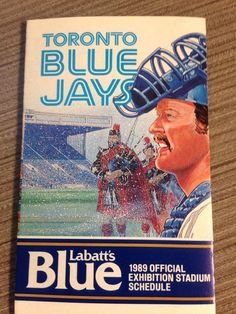 TORONTO
BLUE
JAYS
Labatt's
Blue
1989 OFFICIAL
EXHIBITION STADIUM
SCHEDULE